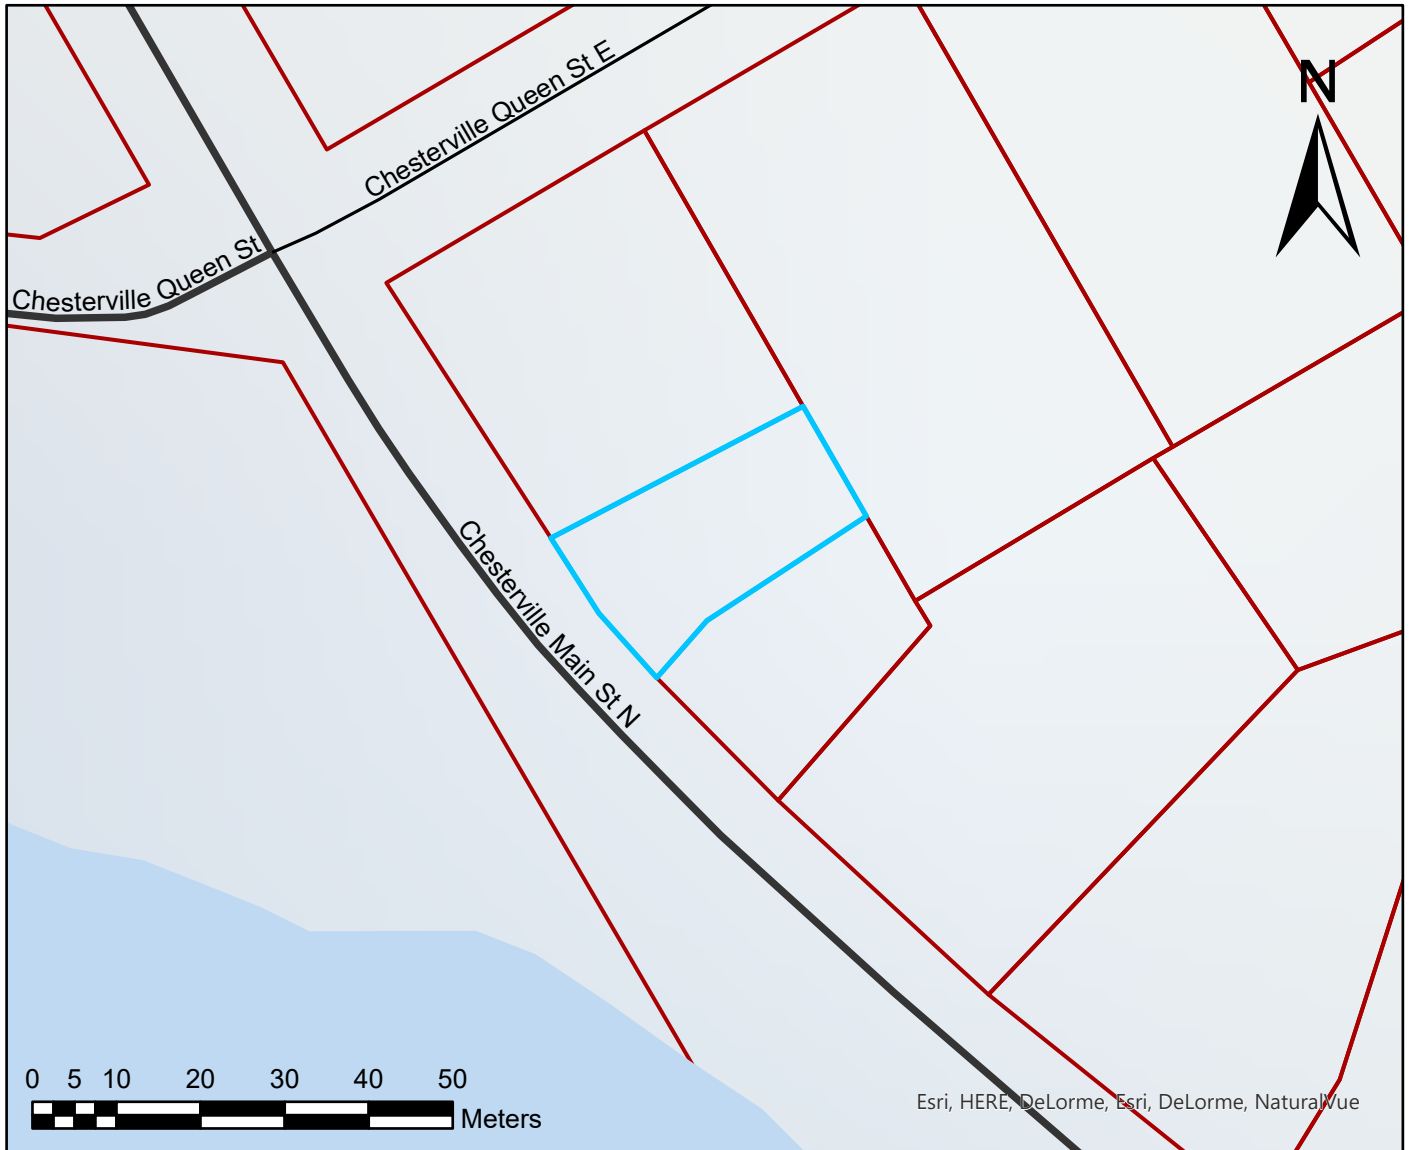 Chesterville Queen St E
N
Chesterville Queen St
Chesterville Main St N
0 5 10 20 30 40 50
Meters
Esri, HERE, DeLorme, Esri, DeLorme, NaturalVue